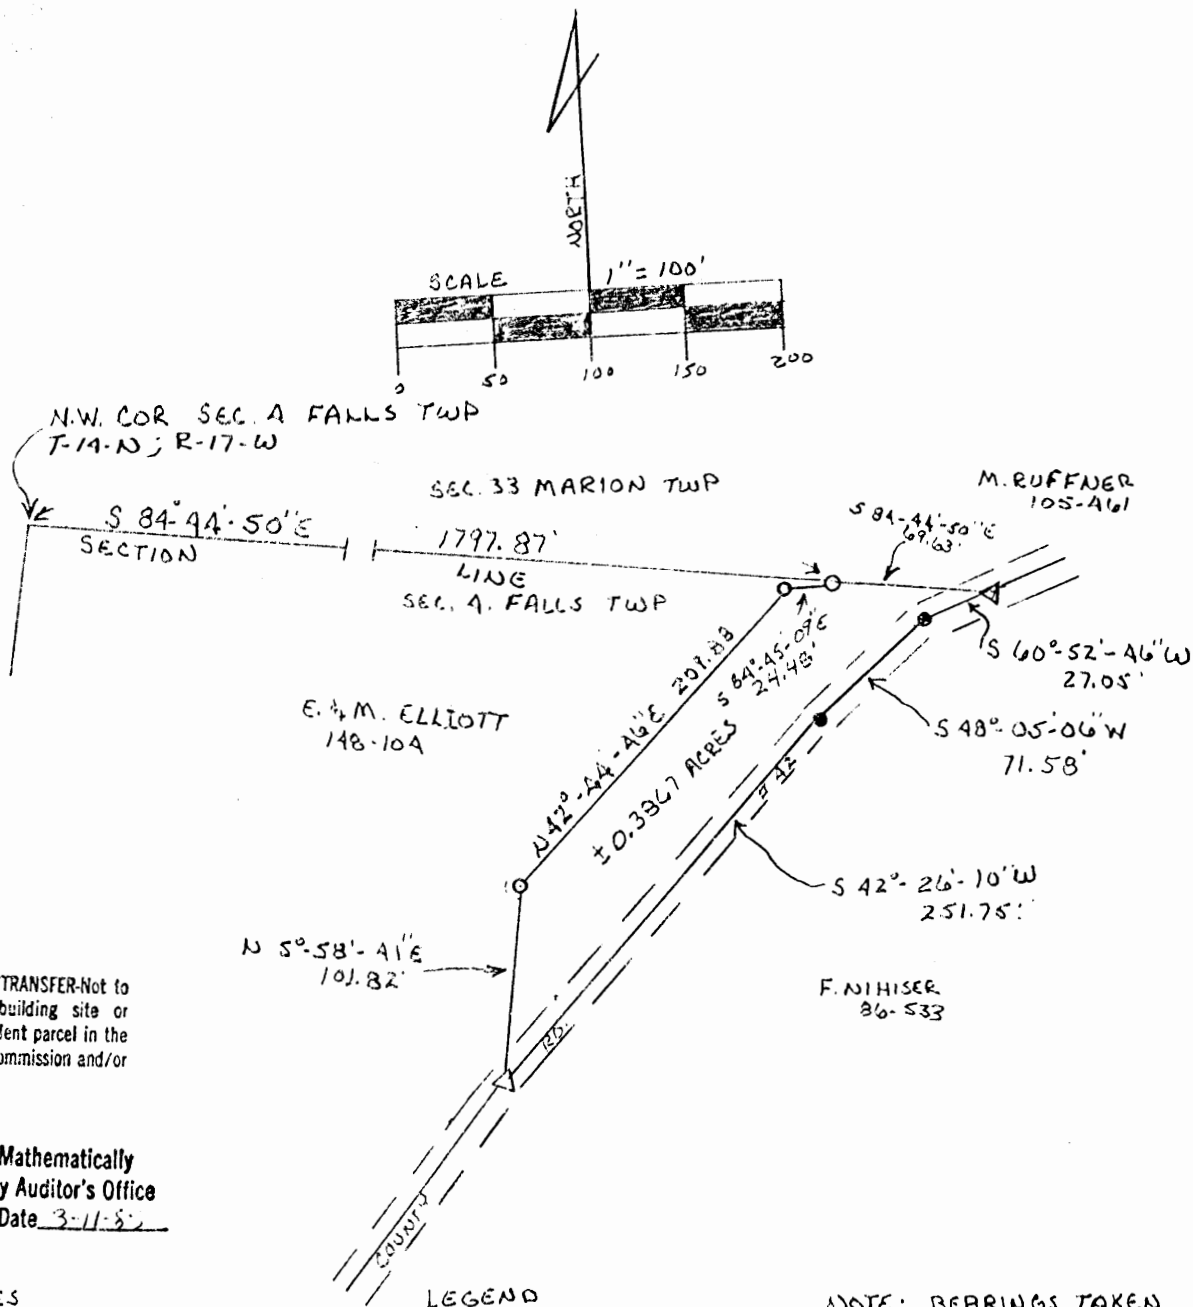 NORTH
SCALE 1" = 100'
0 50 100 150 200
N.W. COR SEC. 4 FALLS TWP
T-14-N; R-17-W
SEC. 33 MARION TWP
M. RUFFNER
105-461
S 84°-44'-50"E
SECTION
1797.87'
LINE
SEC. 4. FALLS TWP
S 84-44'-50"E
69.63'
S 60°-52'-46"W
27.05'
E. & M. ELLIOTT
148-104
N 42°-44'-46"E 209.88
S 84°-45'-09"E
24.48'
±0.3867 ACRES
S 48°-05'-06"W
71.58'
# 42
S 42°-26'-10"W
251.75'
N 5°-58'-41"E
101.82'
F. NIHISER
86-533
TRANSFER-Not to
building site or
parcel in the
ommission and/or
RD.
Mathematically
y Auditor's Office
Date 3-11-
COUNTY
ES
LEGEND
NOTE: BEARINGS TAKEN